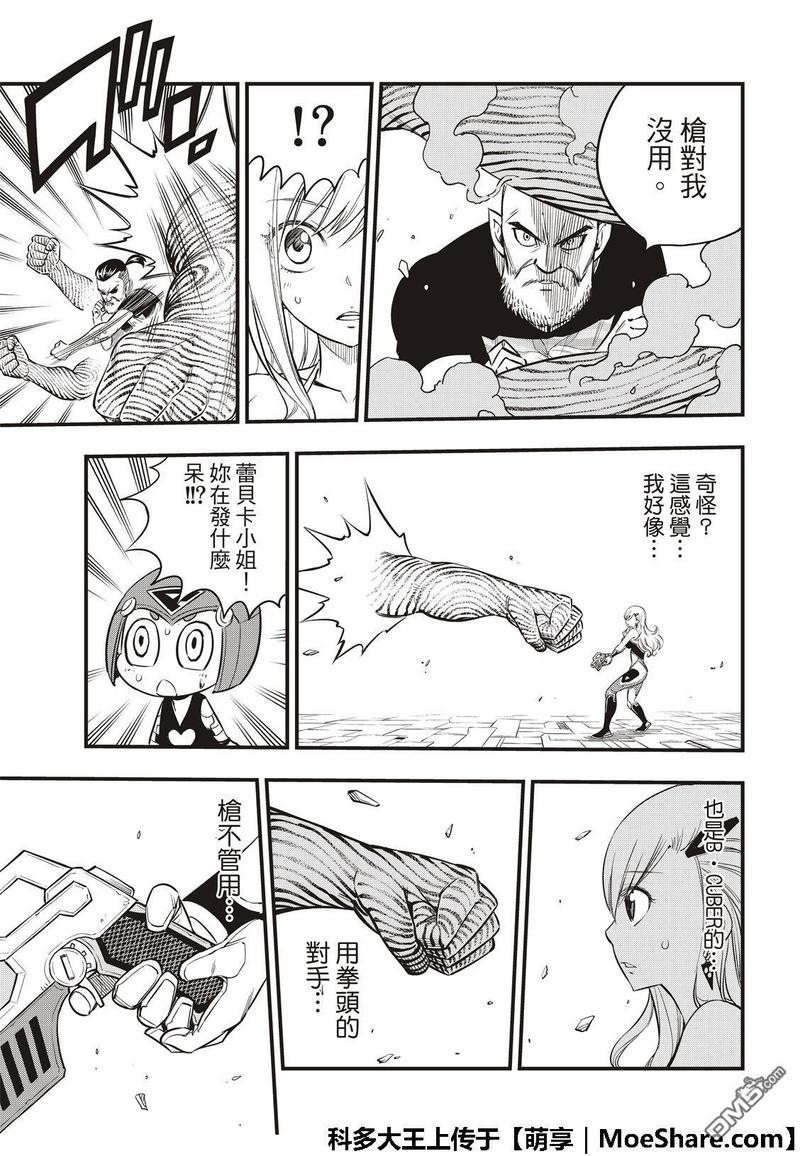 槍對我
沒用。
!?
奇怪？
這感覺…
我好像…
蕾貝卡小姐！
妳在發什麼
呆!!?
也是B・CUBER的…
用拳頭的
對手…
槍不管用…
科多大王上传于【萌享｜MoeShare.com】
DM5.com